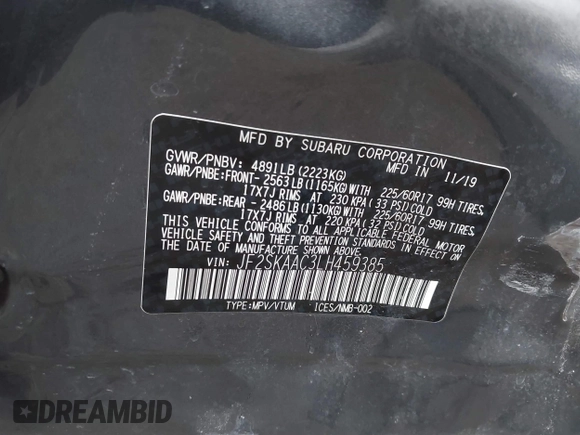 MFD BY SUBARU CORPORATION
MFD IN 11/19
GVWR/PNBV: 4891LB(2223KG)
GAWR/PNBE:FRONT-2563LB(1165KG)WITH 225/60R17 99H TIRES,
17X7J RIMS AT 230 KPA(33 PSI)COLD
GAWR/PNBE:REAR -2486LB(1130KG)WITH 225/60R17 99H TIRES,
17X7J RIMS AT 220 KPA(32 PSI)COLD
THIS VEHICLE CONFORMS TO ALL APPLICABLE FEDERAL MOTOR
VEHICLE SAFETY AND THEFT PREVENTION STANDARDS IN EFFECT
ON THE DATE OF MANUFACTURE SHOWN ABOVE.
VIN: JF2SKAAC3LH459385
TYPE:MPV/VTUM ICES/NMB-002
DREAMBID